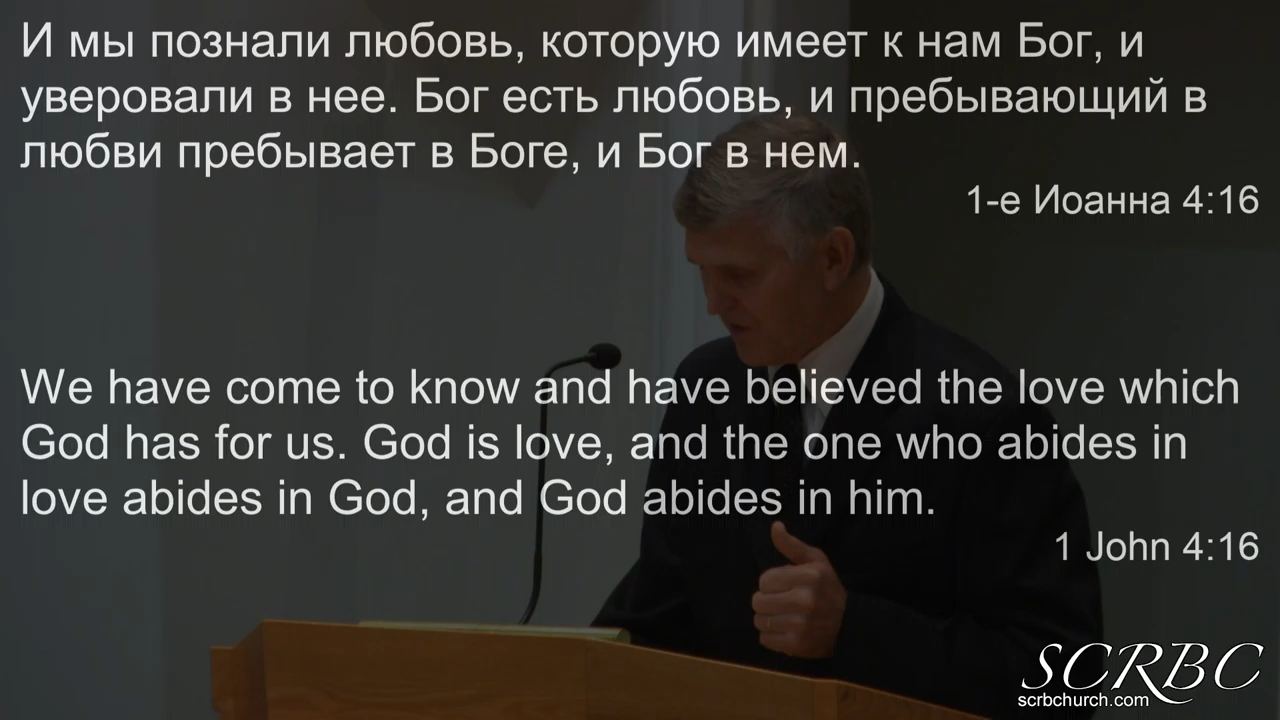 И мы познали любовь, которую имеет к нам Бог, и
уверовали в нее. Бог есть любовь, и пребывающий в
любви пребывает в Боге, и Бог в нем.
1-е Иоанна 4:16
We have come to know and have believed the love which
God has for us. God is love, and the one who abides in
love abides in God, and God abides in him.
1 John 4:16
SCRBC
scrbchurch.com